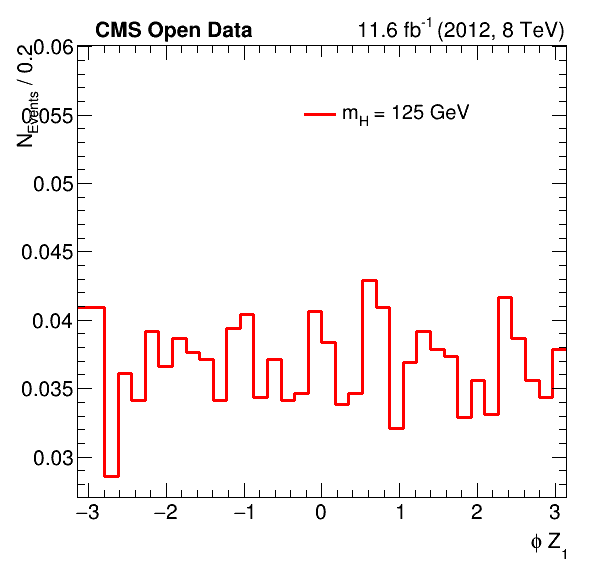 CMS Open Data
11.6 fb⁻¹ (2012, 8 TeV)
N_Events / 0.2
0.06
0.055
0.05
0.045
0.04
0.035
0.03
m_H = 125 GeV
−3 −2 −1 0 1 2 3
ϕ Z₁